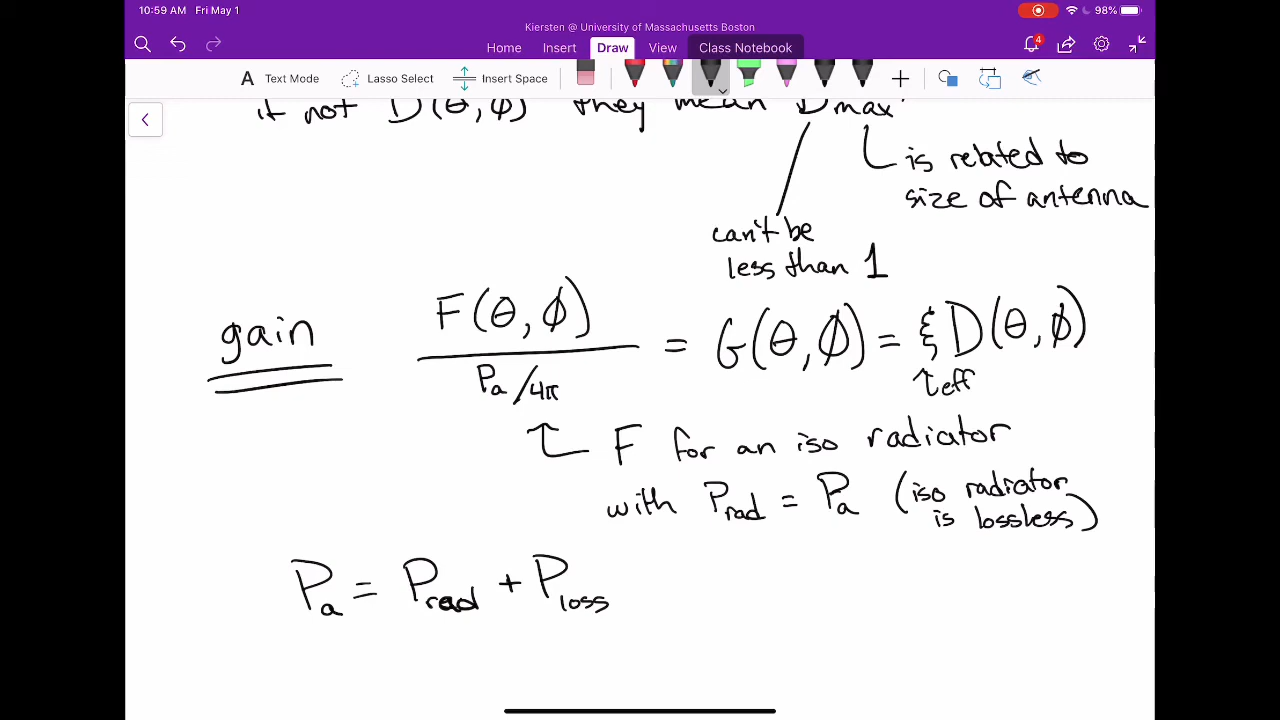 10:59 AM Fri May 1 98%
Kiersten @ University of Massachusetts Boston
Home Insert Draw View Class Notebook
4
A Text Mode Lasso Select Insert Space
if not D(θ, φ) they mean Dmax.
is related to
size of antenna
can't be
less than 1
gain F(θ, φ) / (Pa/4π) = G(θ, φ) = ξ D(θ, φ)
eff
F for an iso radiator
with Prad = Pa (iso radiator
is lossless)
Pa = Prad + Ploss